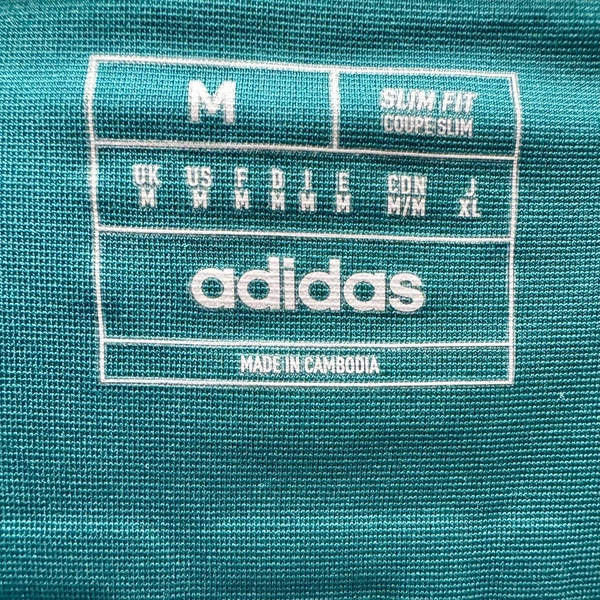 M
SLIM FIT
COUPE SLIM
UK US F D I E CDN J
M M M M M M M/M XL
adidas
MADE IN CAMBODIA